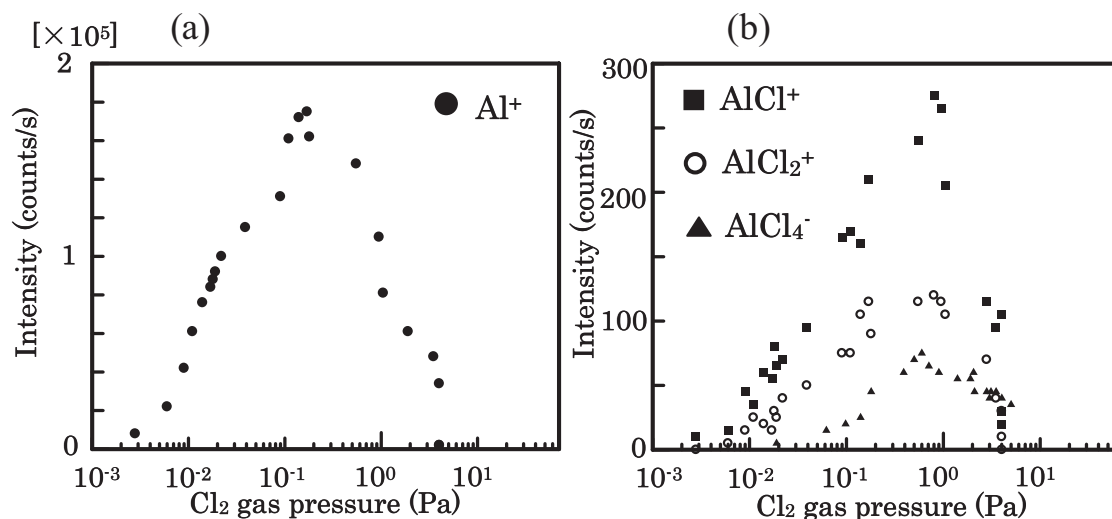 (a)
[×10⁵]
2
1
0
Intensity (counts/s)
Al⁺
10⁻³ 10⁻² 10⁻¹ 10⁰ 10¹
Cl₂ gas pressure (Pa)
(b)
300
200
100
0
Intensity (counts/s)
AlCl⁺
AlCl₂⁺
AlCl₄⁻
10⁻³ 10⁻² 10⁻¹ 10⁰ 10¹
Cl₂ gas pressure (Pa)